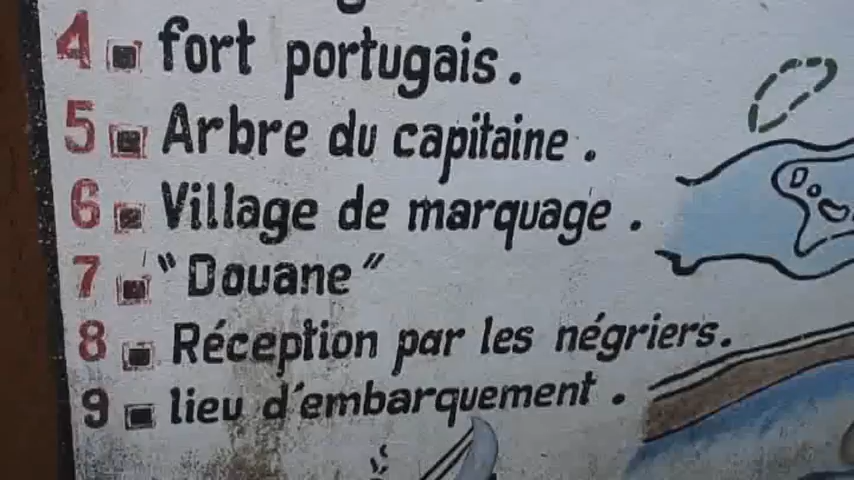 4 fort portugais.
5 Arbre du capitaine.
6 Village de marquage.
7 "Douane"
8 Réception par les négriers.
9 lieu d'embarquement.